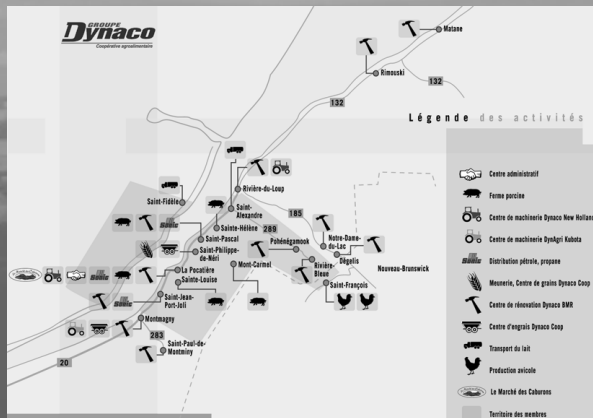 GROUPE
Dynaco
Coopérative agroalimentaire
Matane
Rimouski
132
132
Légende des activités
Centre administratif
Ferme porcine
Centre de machinerie Dynaco New Holland
Centre de machinerie DynAgri Kubota
Distribution pétrole, propane
Meunerie, Centre de grains Dynaco Coop
Centre de rénovation Dynaco BMR
Centre d'engrais Dynaco Coop
Transport du lait
Production avicole
Le Marché des Caburons
Territoire des membres
Rivière-du-Loup
Saint-Fidèle
Saint-
Alexandre
185
Sainte-Hélène
289
Saint-Pascal
Pohénégamook
Notre-Dame-
du-Lac
Saint-Philippe-
de-Néri
Dégelis
Mont-Carmel
Rivière-
Bleue
Nouveau-Brunswick
La Pocatière
Sainte-Louise
Saint-François
Saint-Jean-
Port-Joli
Sonic
Sonic
Sonic
Montmagny
283
Saint-Paul-de-
Montminy
20